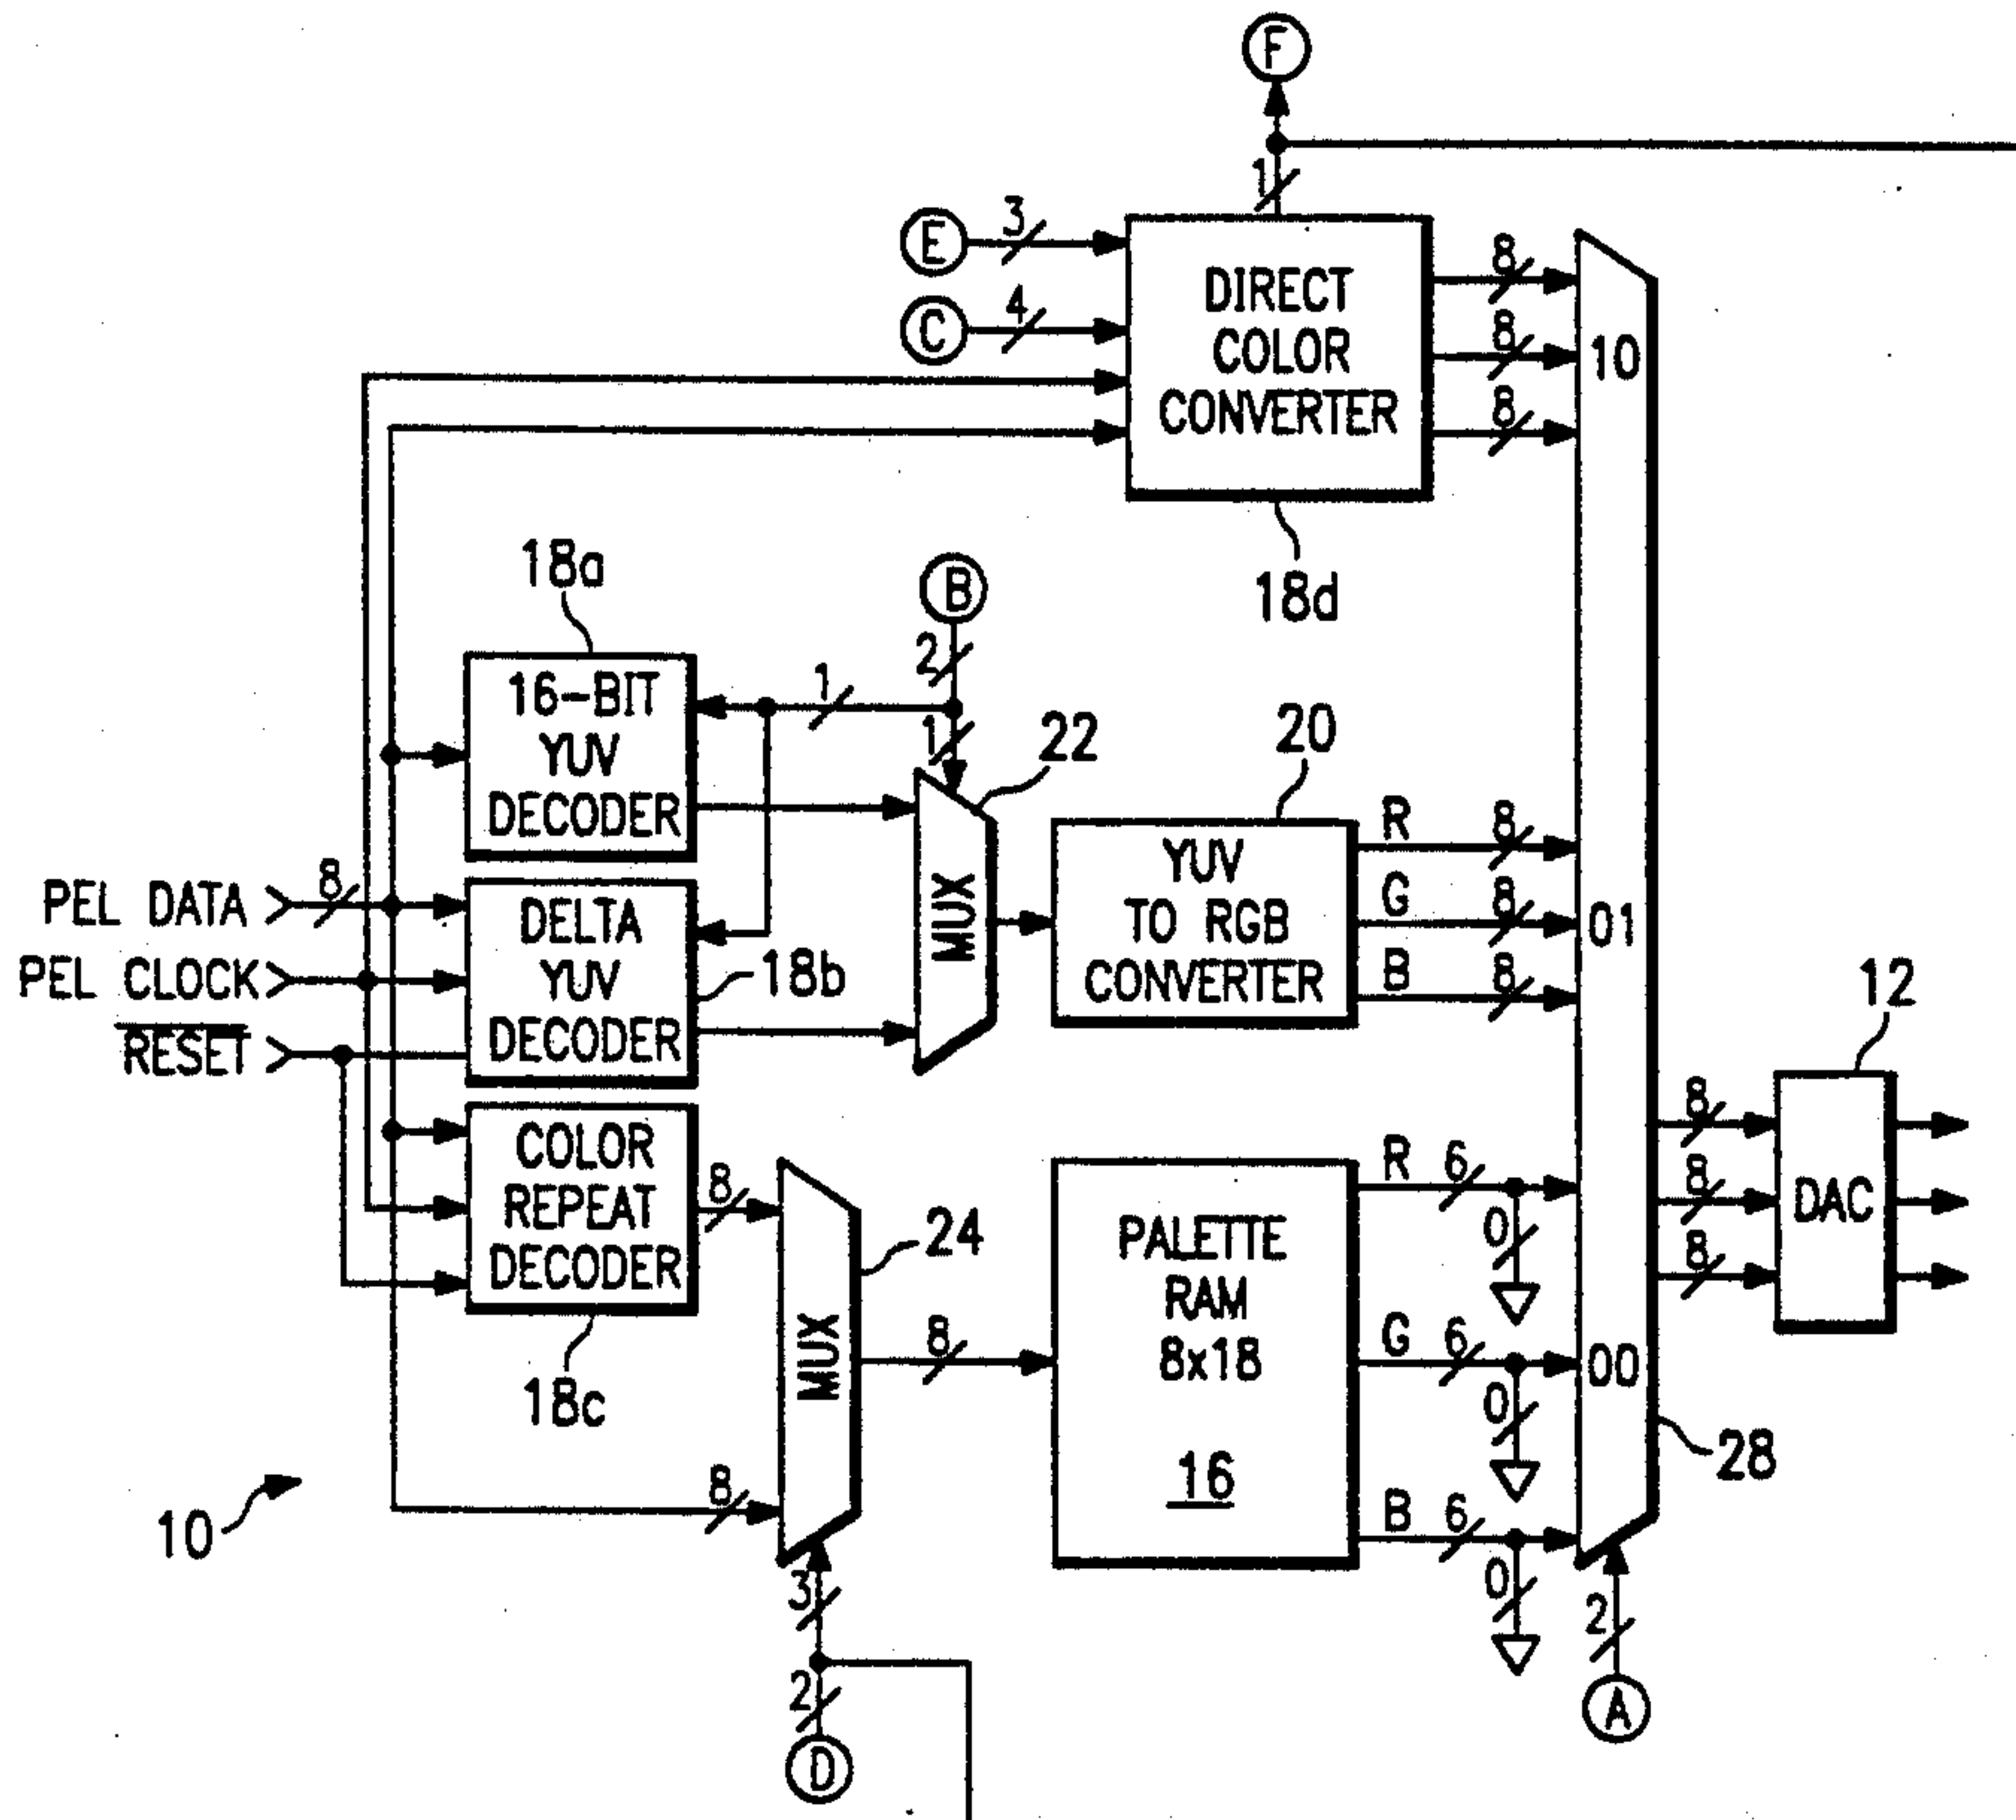 F
1
E 3
8
DIRECT
COLOR
CONVERTER
C 4
8
10
8
18d
18a
B
2
16-BIT
YUV
DECODER
1
1
22
20
MUX
YUV
TO RGB
CONVERTER
R 8
G 8
B 8
01
PEL DATA 8
PEL CLOCK
RESET
DELTA
YUV
DECODER
18b
12
8
8
8
DAC
COLOR
REPEAT
DECODER
8
18c
24
MUX
8
8
PALETTE
RAM
8x18
16
R 6
0
G 6
0
B 6
0
00
28
10
3
2
D
2
A